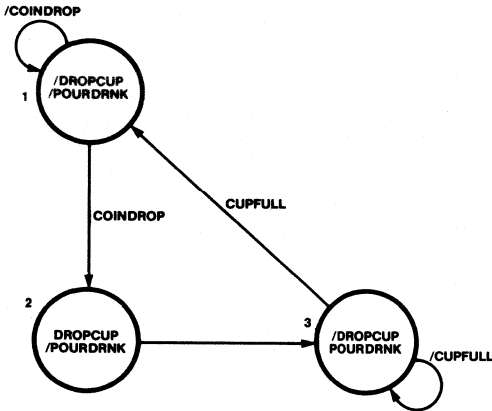 /COINDROP
/DROPCUP
/POURDRNK
1
COINDROP
CUPFULL
2
DROPCUP
/POURDRNK
3
/DROPCUP
POURDRNK
/CUPFULL